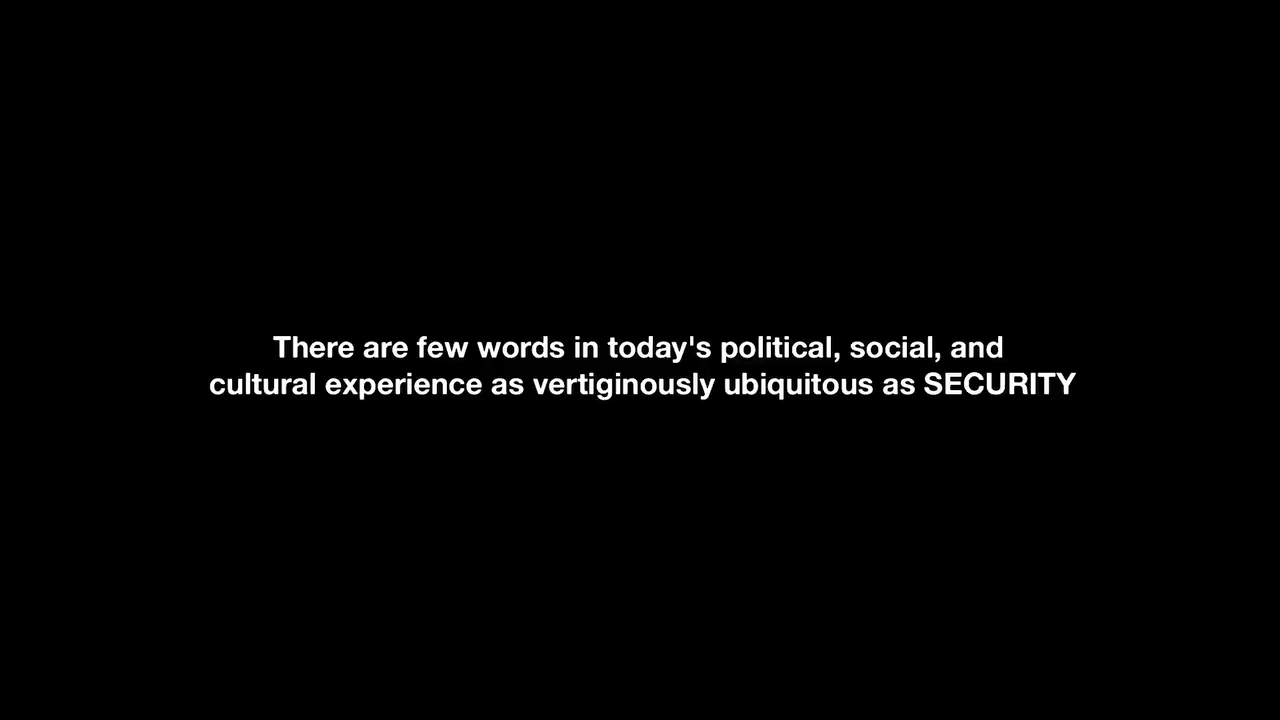 There are few words in today's political, social, and
cultural experience as vertiginously ubiquitous as SECURITY